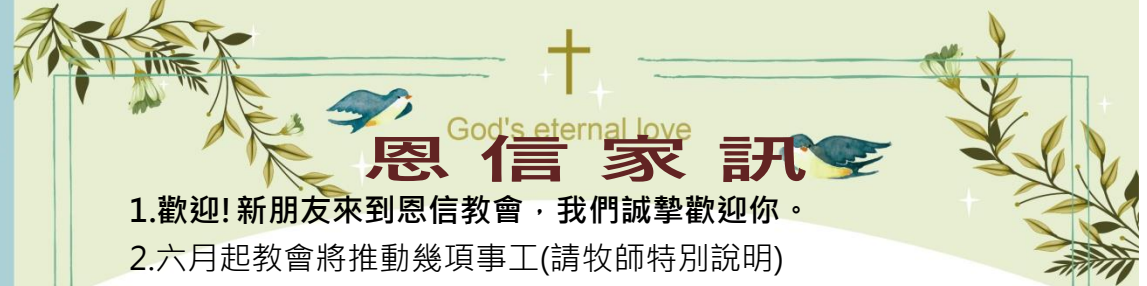 God's eternal love
恩信家訊
1.歡迎!新朋友來到恩信教會，我們誠摯歡迎你。
2.六月起教會將推動幾項事工(請牧師特別說明)